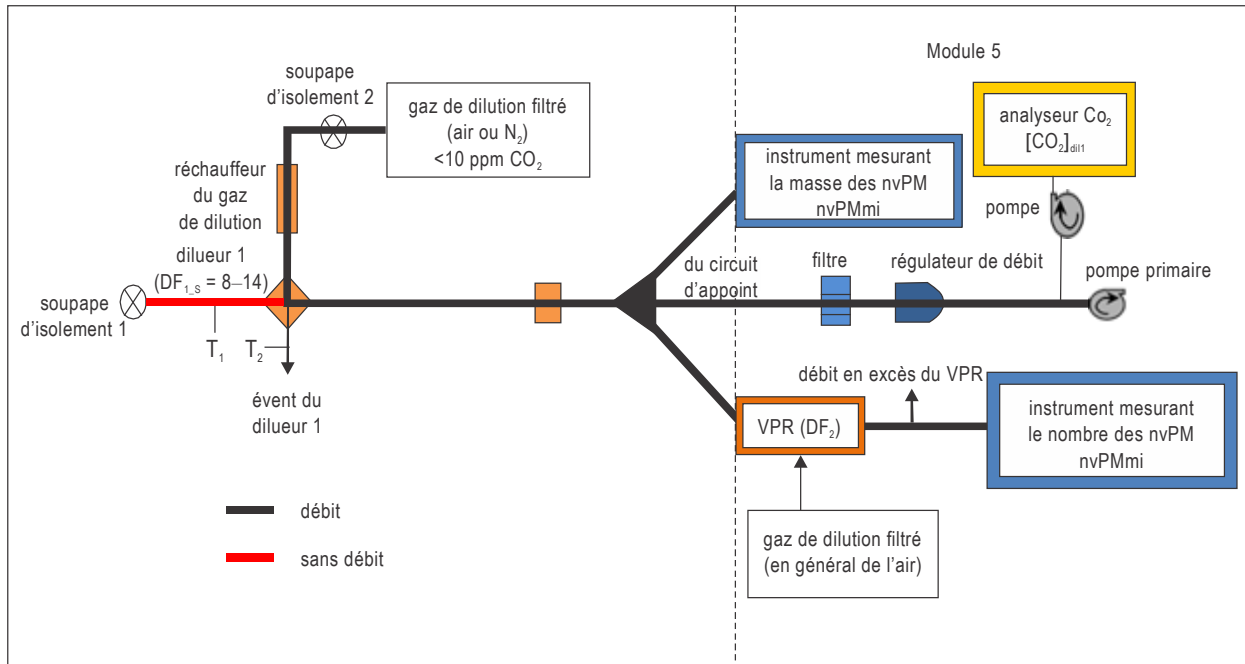 Module 5
soupape
d'isolement 2
gaz de dilution filtré
(air ou N₂)
<10 ppm CO₂
analyseur Co₂
[CO₂]dil1
instrument mesurant
la masse des nvPM
nvPMmi
réchauffeur
du gaz
de dilution
pompe
dilueur 1
(DF₁_S = 8–14)
du circuit
d'appoint
filtre
régulateur de débit
pompe primaire
soupape
d'isolement 1
T₁
T₂
évent du
dilueur 1
débit en excès du VPR
VPR (DF₂)
instrument mesurant
le nombre des nvPM
nvPMmi
débit
sans débit
gaz de dilution filtré
(en général de l'air)